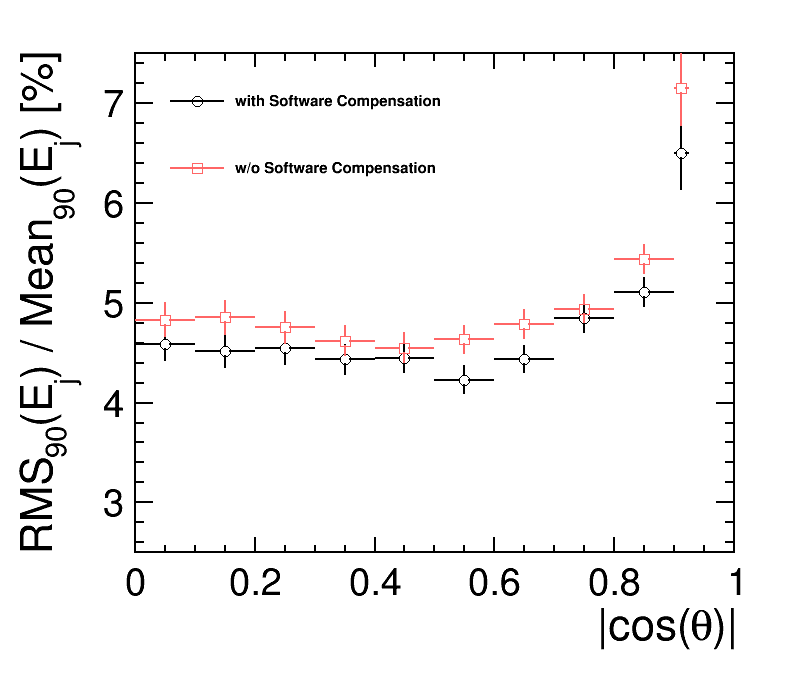 RMS90(Ej) / Mean90(Ej) [%]
7
6
5
4
3
with Software Compensation
w/o Software Compensation
0 0.2 0.4 0.6 0.8 1
|cos(θ)|